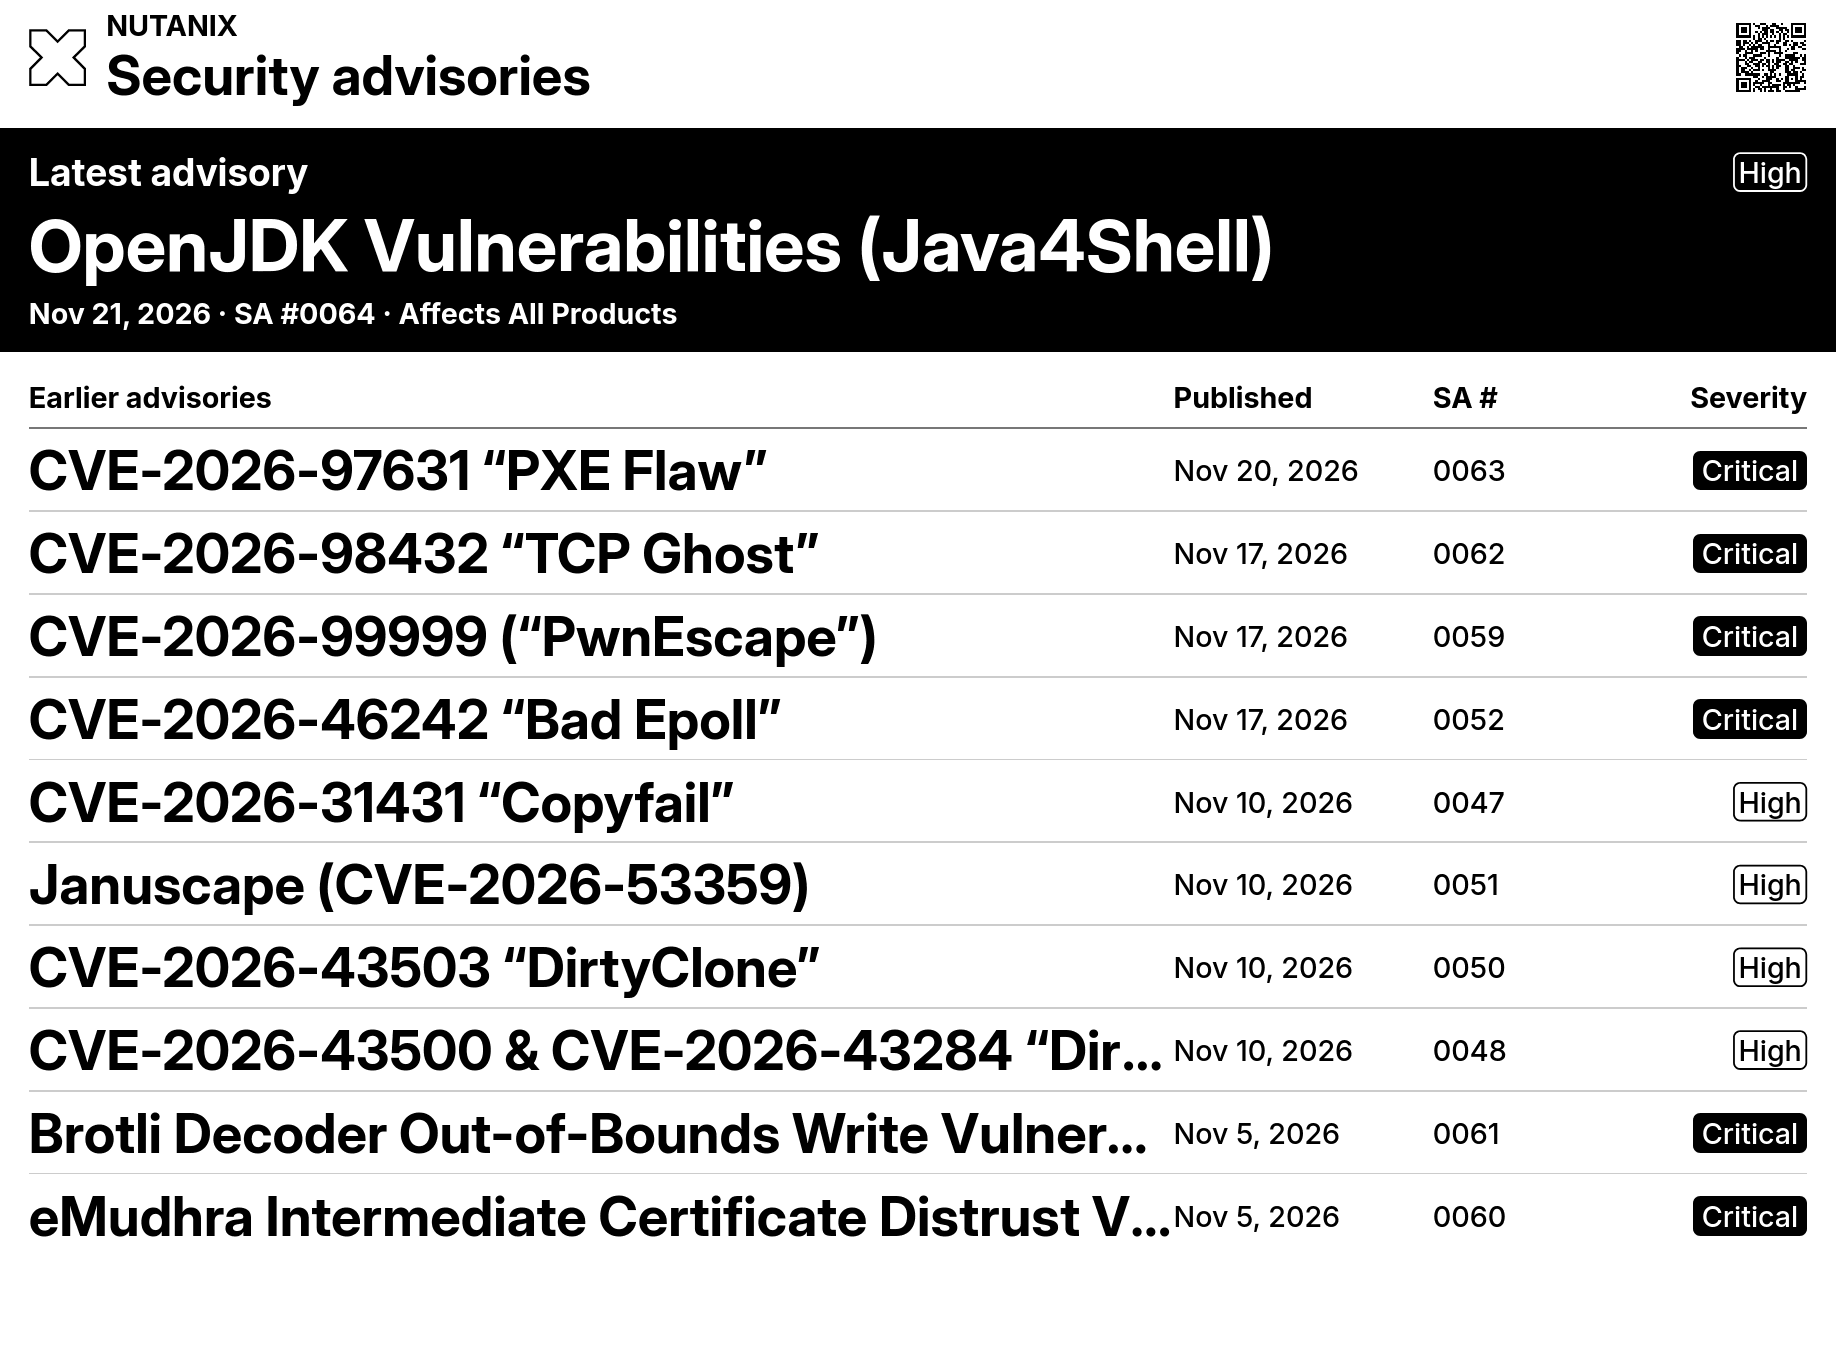 NUTANIX
Security advisories
Latest advisory High
OpenJDK Vulnerabilities (Java4Shell)
Nov 21, 2026 · SA #0064 · Affects All Products
Earlier advisories Published SA # Severity
CVE-2026-97631 “PXE Flaw” Nov 20, 2026 0063 Critical
CVE-2026-98432 “TCP Ghost” Nov 17, 2026 0062 Critical
CVE-2026-99999 (“PwnEscape”) Nov 17, 2026 0059 Critical
CVE-2026-46242 “Bad Epoll” Nov 17, 2026 0052 Critical
CVE-2026-31431 “Copyfail” Nov 10, 2026 0047 High
Januscape (CVE-2026-53359) Nov 10, 2026 0051 High
CVE-2026-43503 “DirtyClone” Nov 10, 2026 0050 High
CVE-2026-43500 & CVE-2026-43284 “Dir... Nov 10, 2026 0048 High
Brotli Decoder Out-of-Bounds Write Vulner... Nov 5, 2026 0061 Critical
eMudhra Intermediate Certificate Distrust V... Nov 5, 2026 0060 Critical